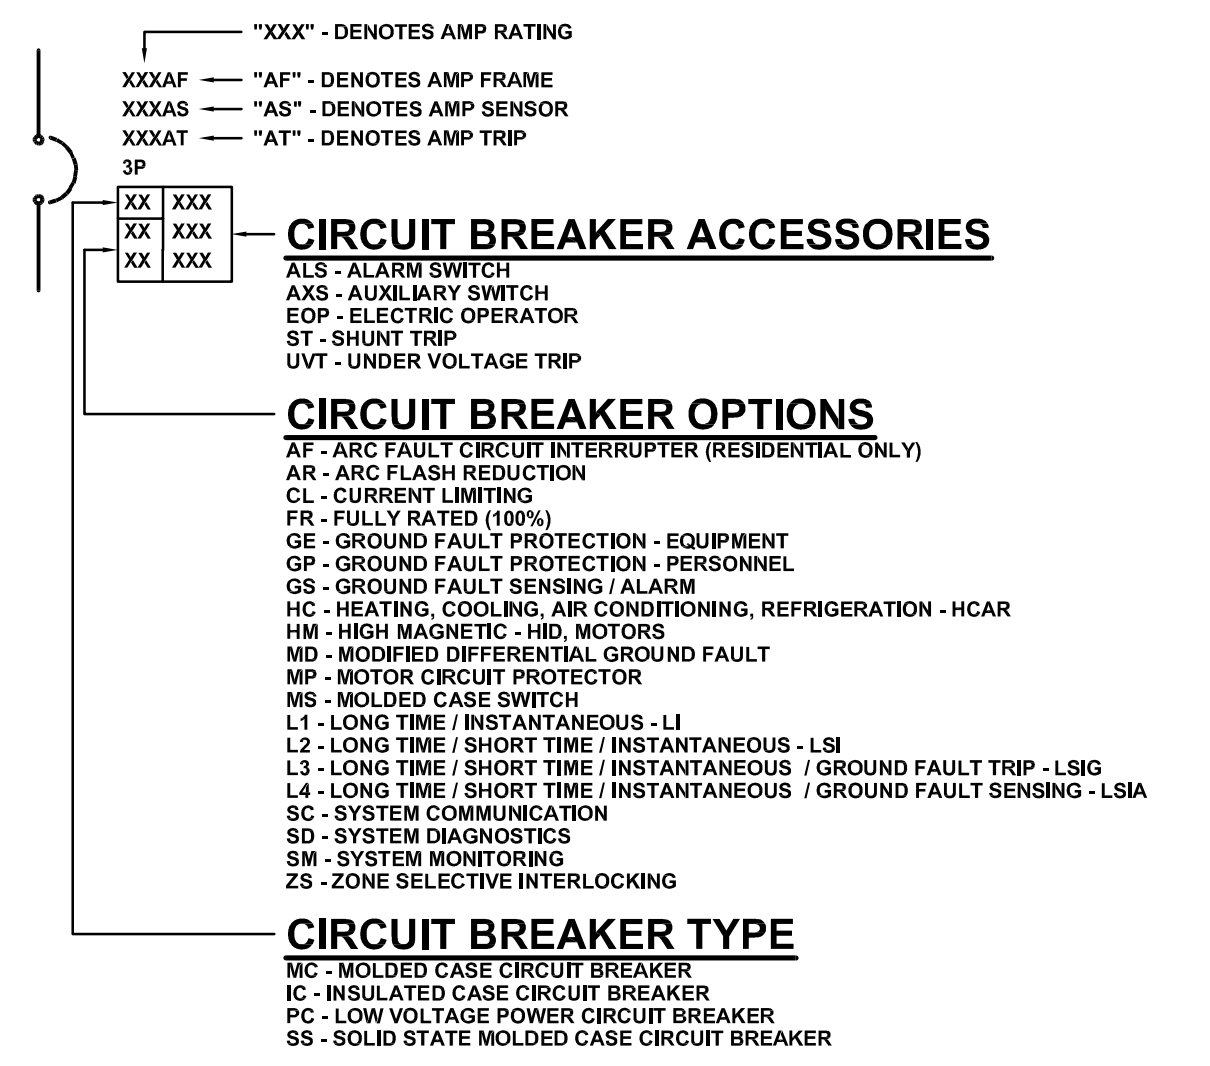 "XXX" - DENOTES AMP RATING
XXXAF "AF" - DENOTES AMP FRAME
XXXAS "AS" - DENOTES AMP SENSOR
XXXAT "AT" - DENOTES AMP TRIP
3P
XX XXX
XX XXX
XX XXX
CIRCUIT BREAKER ACCESSORIES
ALS - ALARM SWITCH
AXS - AUXILIARY SWITCH
EOP - ELECTRIC OPERATOR
ST - SHUNT TRIP
UVT - UNDER VOLTAGE TRIP
CIRCUIT BREAKER OPTIONS
AF - ARC FAULT CIRCUIT INTERRUPTER (RESIDENTIAL ONLY)
AR - ARC FLASH REDUCTION
CL - CURRENT LIMITING
FR - FULLY RATED (100%)
GE - GROUND FAULT PROTECTION - EQUIPMENT
GP - GROUND FAULT PROTECTION - PERSONNEL
GS - GROUND FAULT SENSING / ALARM
HC - HEATING, COOLING, AIR CONDITIONING, REFRIGERATION - HCAR
HM - HIGH MAGNETIC - HID, MOTORS
MD - MODIFIED DIFFERENTIAL GROUND FAULT
MP - MOTOR CIRCUIT PROTECTOR
MS - MOLDED CASE SWITCH
L1 - LONG TIME / INSTANTANEOUS - LI
L2 - LONG TIME / SHORT TIME / INSTANTANEOUS - LSI
L3 - LONG TIME / SHORT TIME / INSTANTANEOUS / GROUND FAULT TRIP - LSIG
L4 - LONG TIME / SHORT TIME / INSTANTANEOUS / GROUND FAULT SENSING - LSIA
SC - SYSTEM COMMUNICATION
SD - SYSTEM DIAGNOSTICS
SM - SYSTEM MONITORING
ZS - ZONE SELECTIVE INTERLOCKING
CIRCUIT BREAKER TYPE
MC - MOLDED CASE CIRCUIT BREAKER
IC - INSULATED CASE CIRCUIT BREAKER
PC - LOW VOLTAGE POWER CIRCUIT BREAKER
SS - SOLID STATE MOLDED CASE CIRCUIT BREAKER